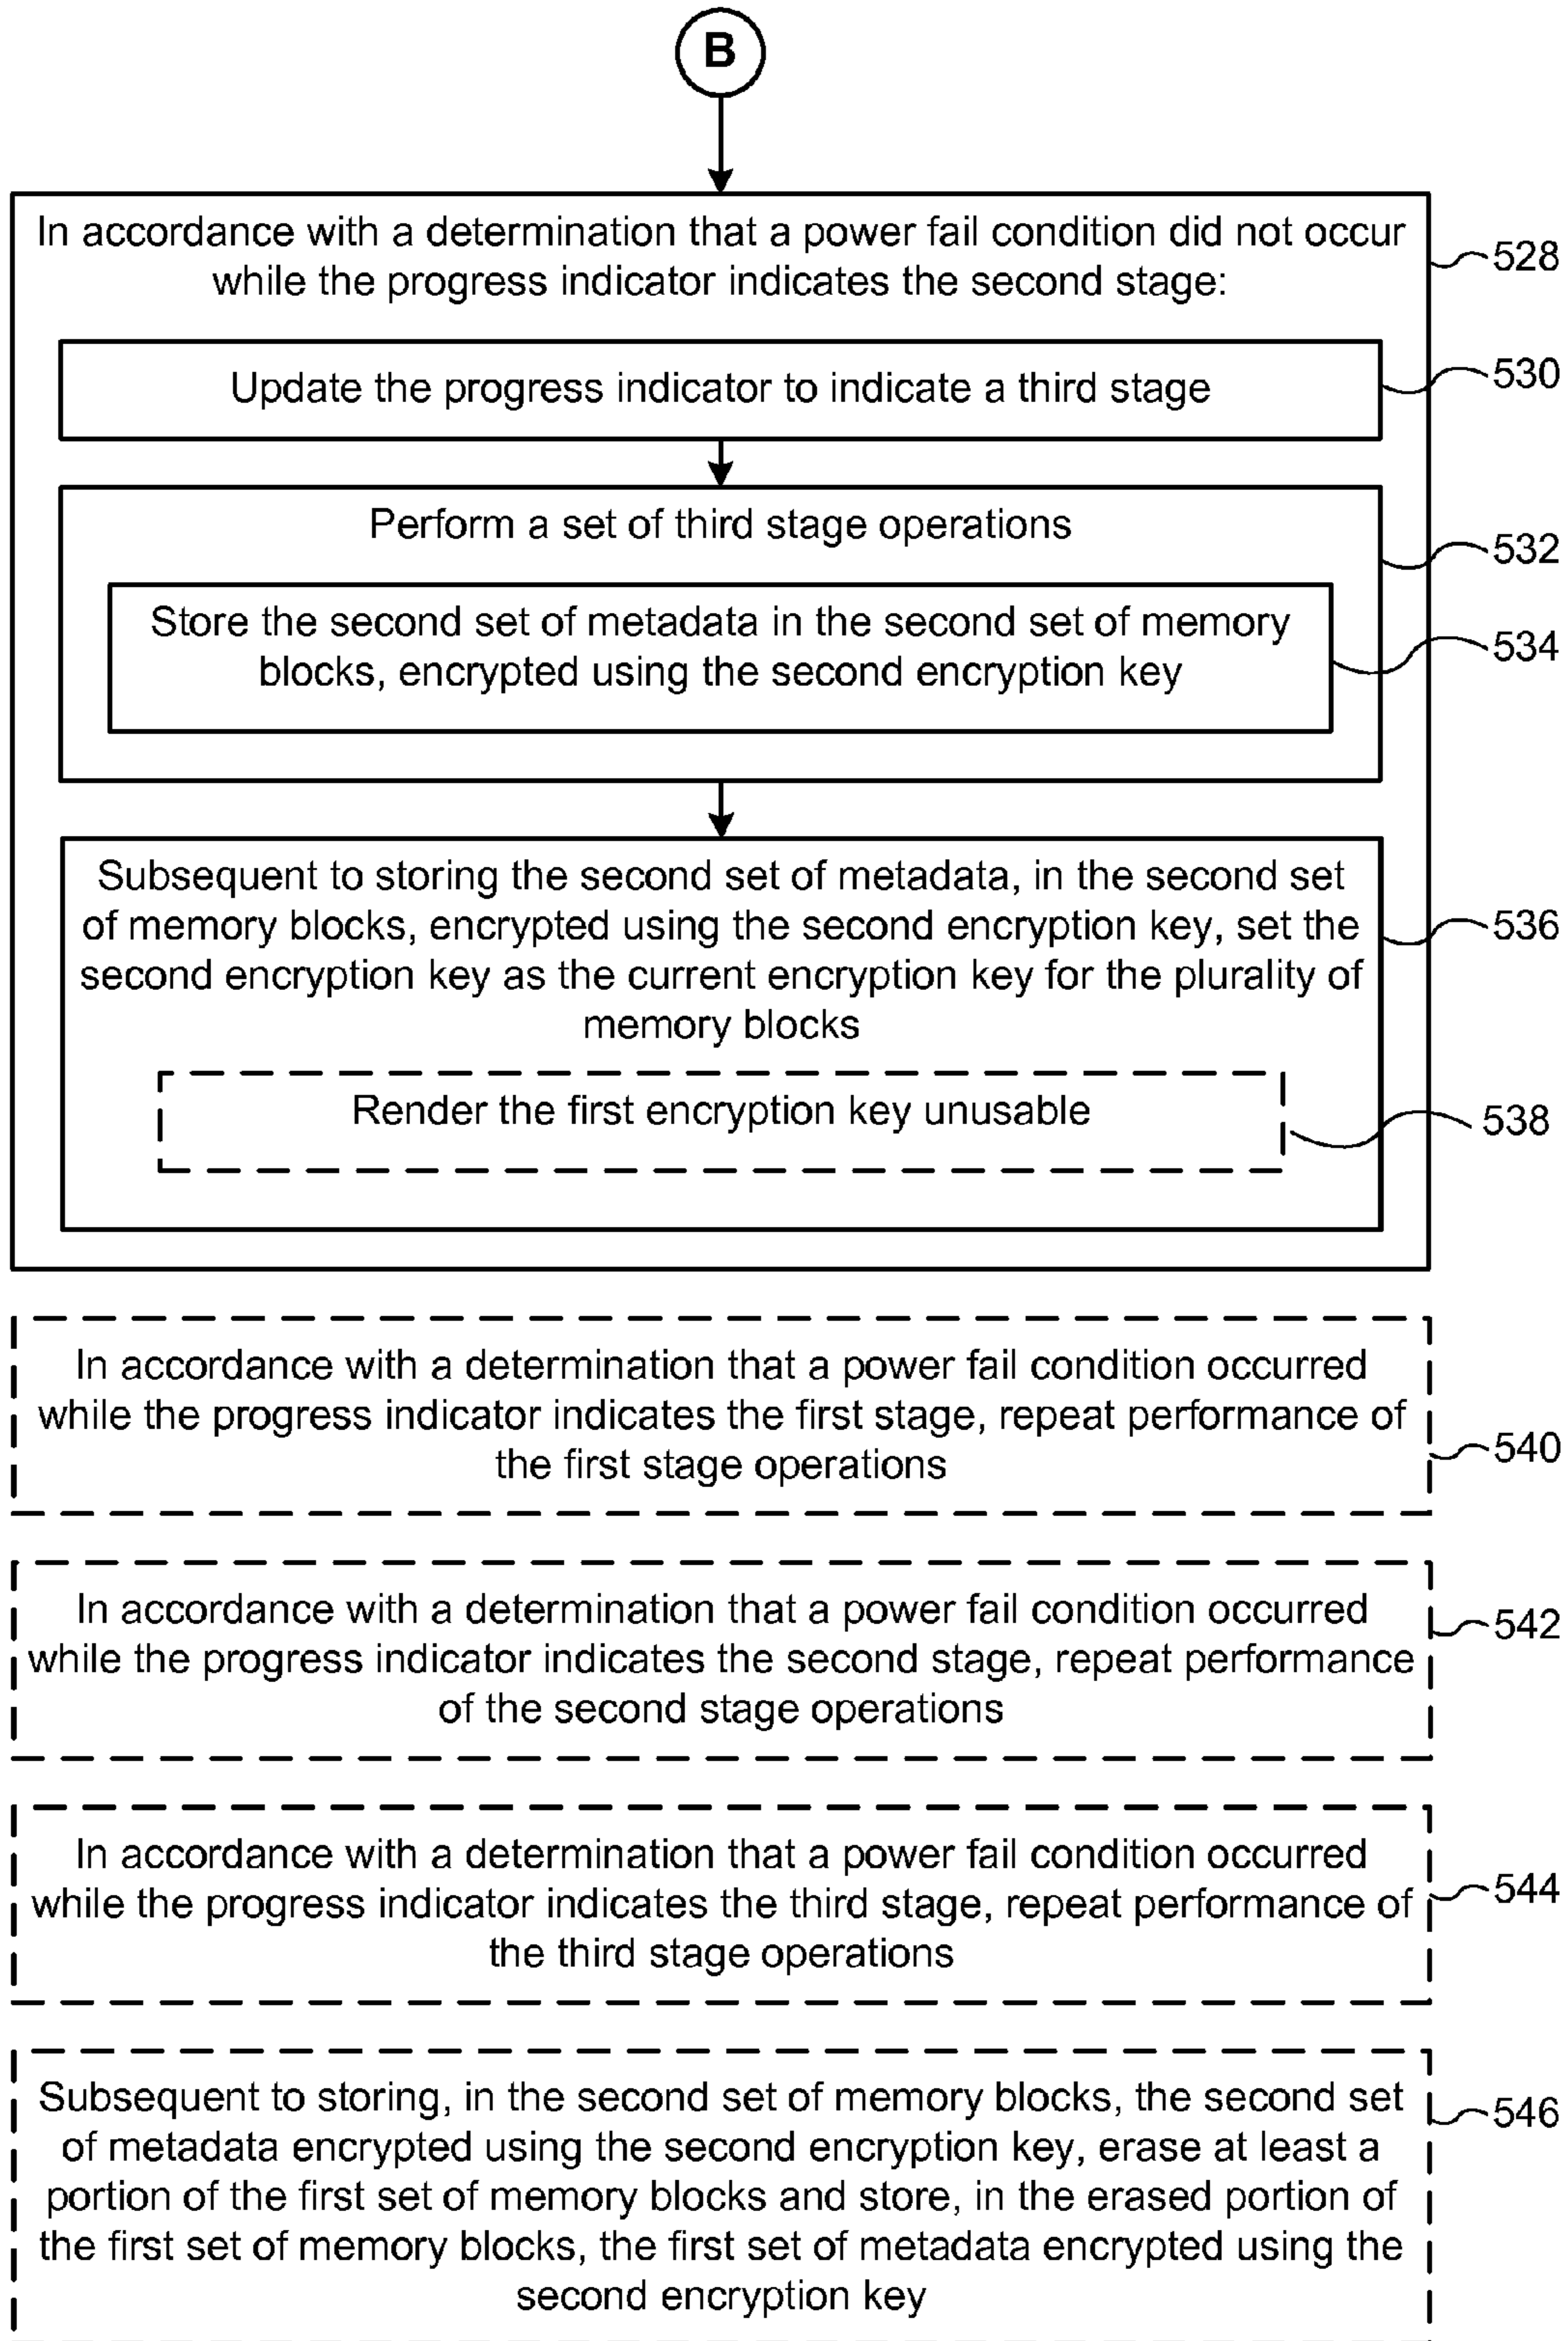 B
In accordance with a determination that a power fail condition did not occur
while the progress indicator indicates the second stage:
528
Update the progress indicator to indicate a third stage
530
Perform a set of third stage operations
532
Store the second set of metadata in the second set of memory
blocks, encrypted using the second encryption key
534
Subsequent to storing the second set of metadata, in the second set
of memory blocks, encrypted using the second encryption key, set the
second encryption key as the current encryption key for the plurality of
memory blocks
536
Render the first encryption key unusable
538
In accordance with a determination that a power fail condition occurred
while the progress indicator indicates the first stage, repeat performance of
the first stage operations
540
In accordance with a determination that a power fail condition occurred
while the progress indicator indicates the second stage, repeat performance
of the second stage operations
542
In accordance with a determination that a power fail condition occurred
while the progress indicator indicates the third stage, repeat performance of
the third stage operations
544
Subsequent to storing, in the second set of memory blocks, the second set
of metadata encrypted using the second encryption key, erase at least a
portion of the first set of memory blocks and store, in the erased portion of
the first set of memory blocks, the first set of metadata encrypted using the
second encryption key
546